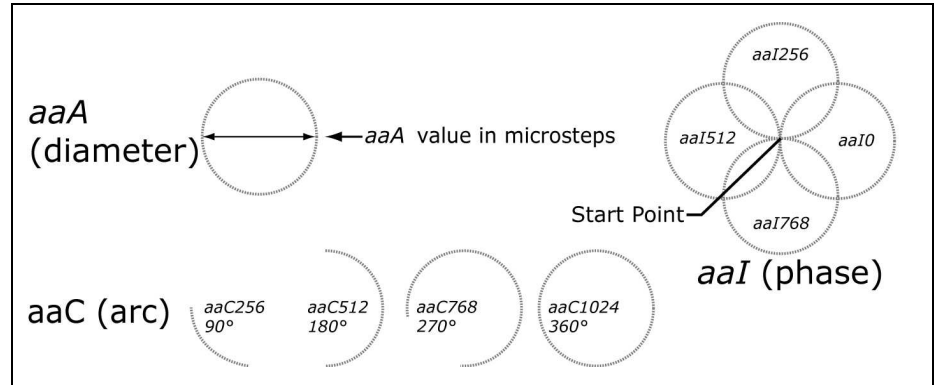 aaA
(diameter)
aaA value in microsteps
aaI256
aaI512
aaI0
aaI768
Start Point
aaI (phase)
aaC (arc)
aaC256
90°
aaC512
180°
aaC768
270°
aaC1024
360°